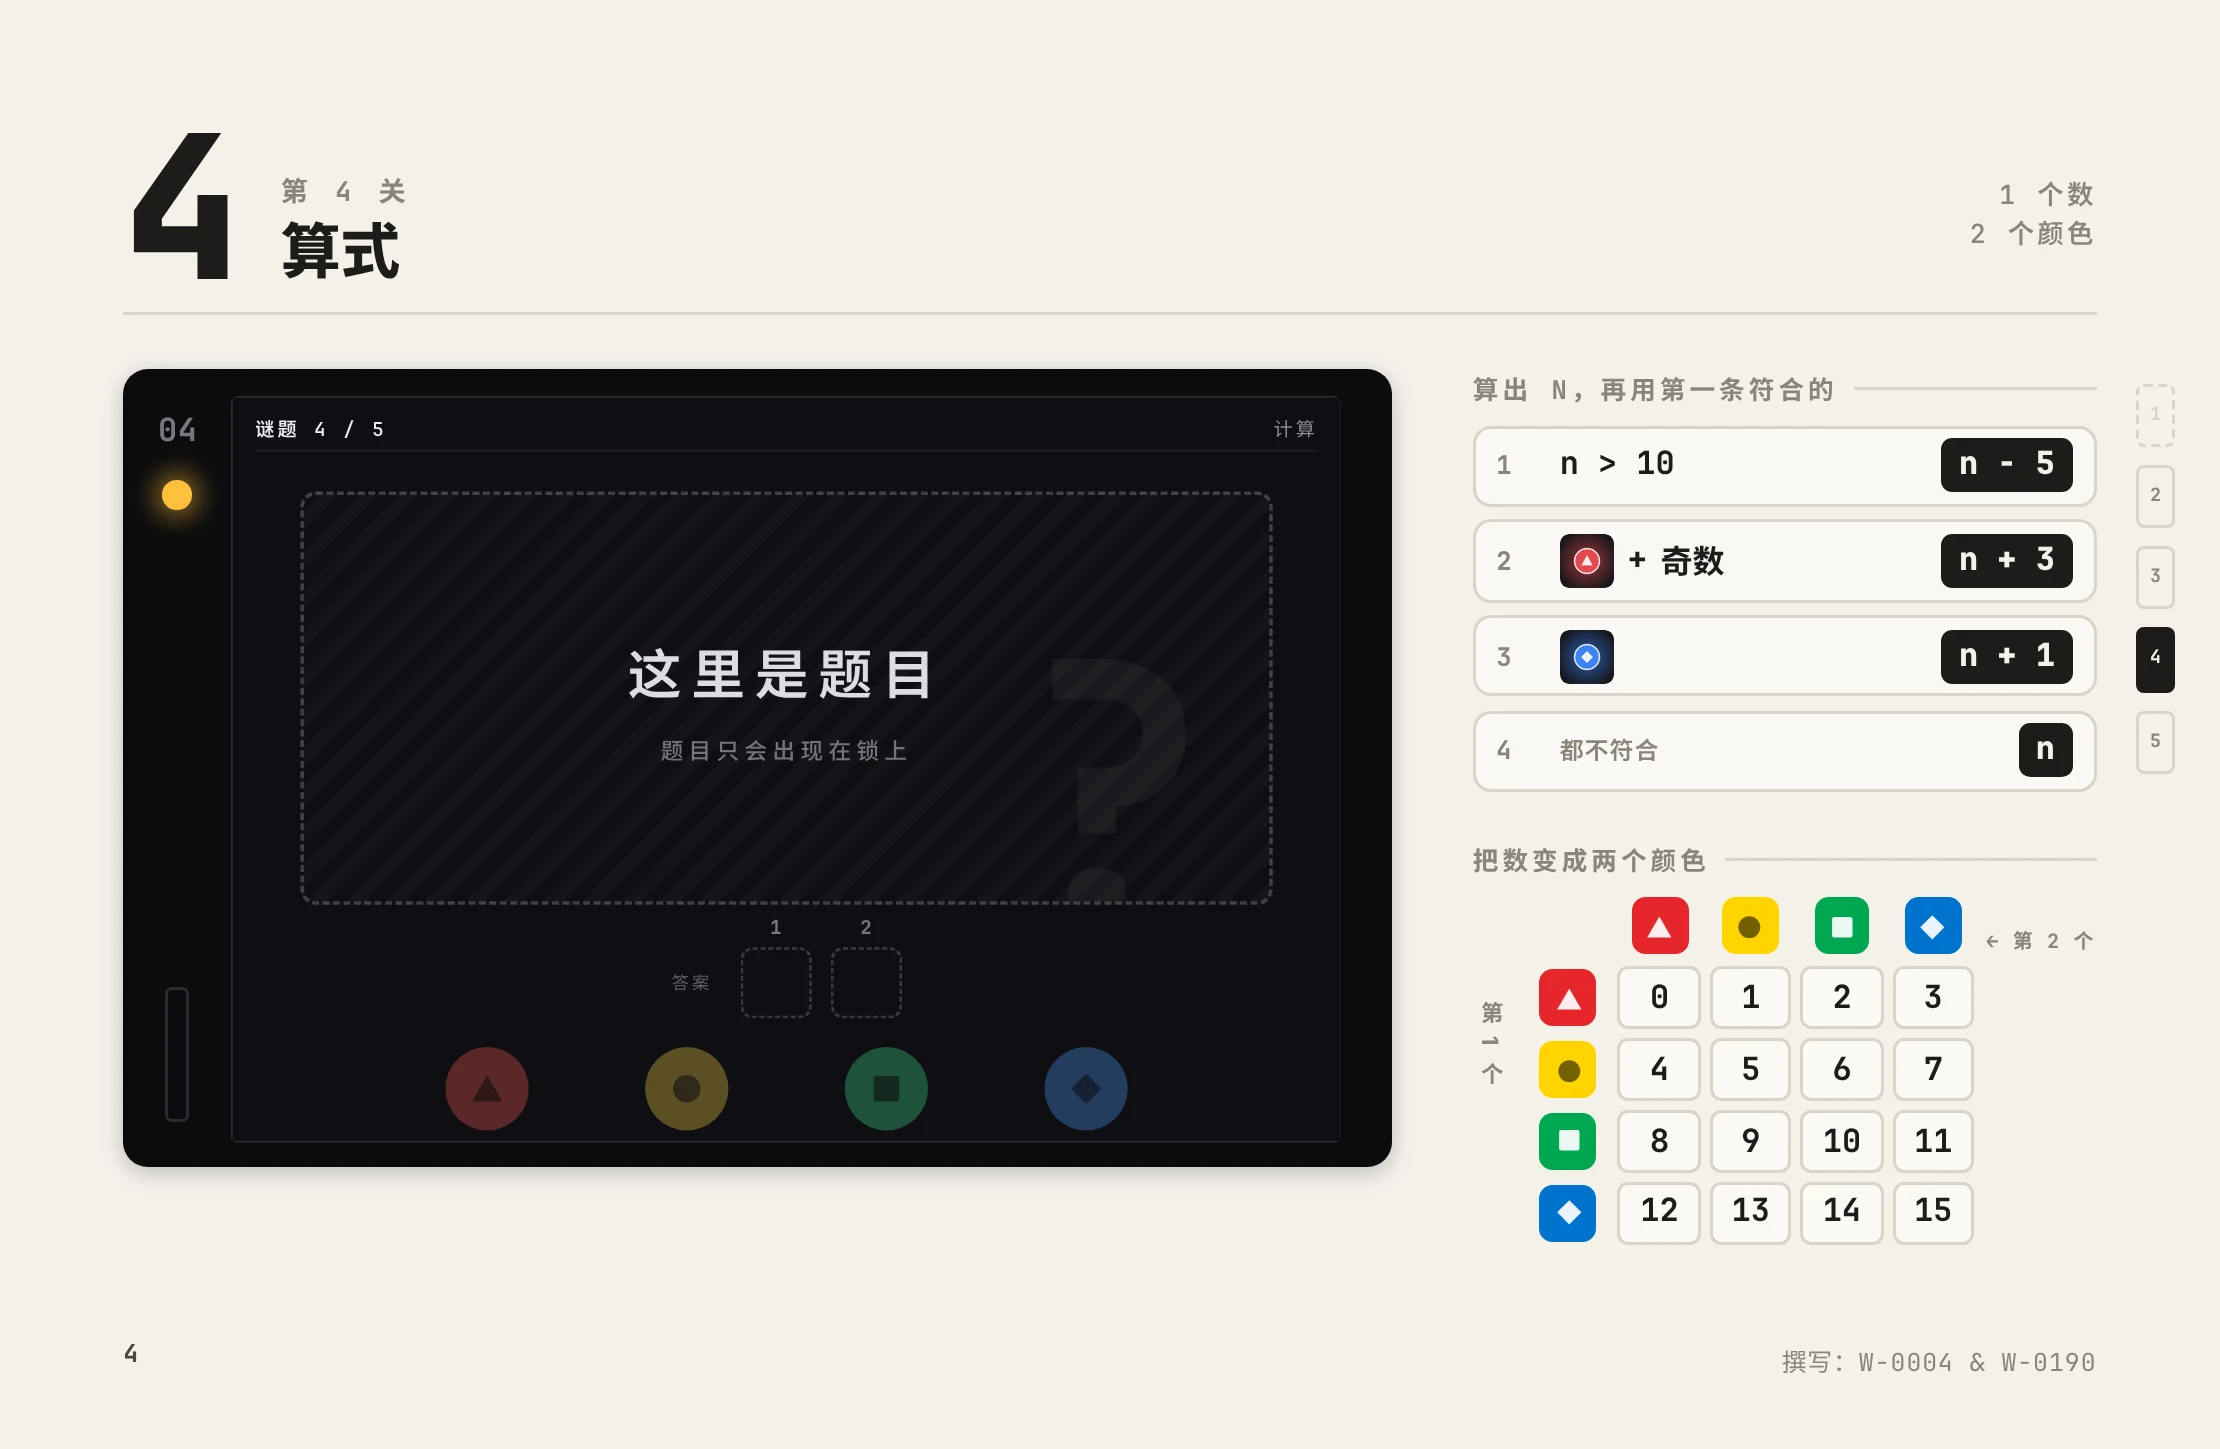 4
第 4 关
算式
1 个数
2 个颜色
04
谜题 4 / 5
计算
这里是题目
题目只会出现在锁上
?
1 2
答案
算出 N，再用第一条符合的
1 n > 10 n - 5
2 + 奇数 n + 3
3 n + 1
4 都不符合 n
把数变成两个颜色
← 第 2 个
第 1 个
0 1 2 3
4 5 6 7
8 9 10 11
12 13 14 15
1
2
3
4
5
4
撰写：W-0004 & W-0190